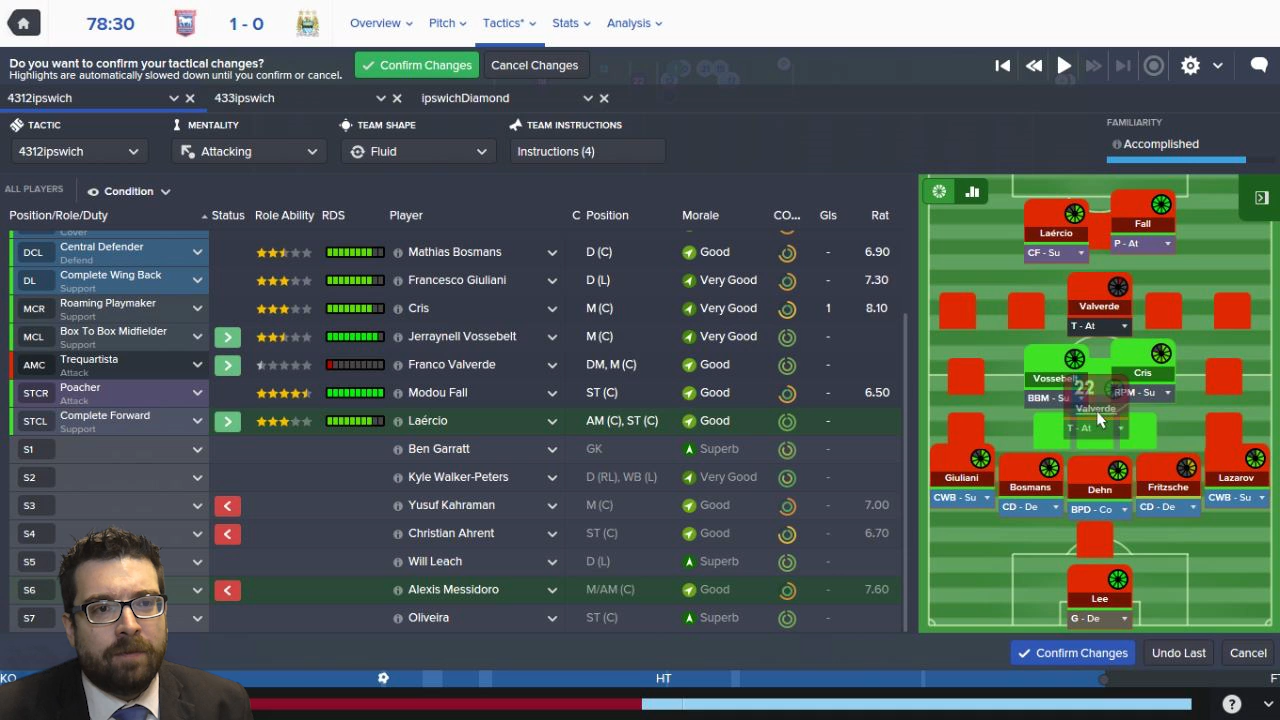 78:30
1 - 0
Overview
Pitch
Tactics*
Stats
Analysis
Do you want to confirm your tactical changes?
Highlights are automatically slowed down until you confirm or cancel.
Confirm Changes
Cancel Changes
4312ipswich
433ipswich
ipswichDiamond
TACTIC
MENTALITY
TEAM SHAPE
TEAM INSTRUCTIONS
FAMILIARITY
4312ipswich
Attacking
Fluid
Instructions (4)
Accomplished
ALL PLAYERS
Condition
Position/Role/Duty Status Role Ability RDS Player C Position Morale CO... Gls Rat
Cover
DCL Central Defender Defend Mathias Bosmans D (C) Good - 6.90
DL Complete Wing Back Support Francesco Giuliani D (L) Very Good - 7.30
MCR Roaming Playmaker Support Cris M (C) Very Good 1 8.10
MCL Box To Box Midfielder Support Jerraynell Vossebelt M (C) Very Good -
AMC Trequartista Attack Franco Valverde DM, M (C) Good -
STCR Poacher Attack Modou Fall ST (C) Good - 6.50
STCL Complete Forward Support Laércio AM (C), ST (C) Good -
S1 Ben Garratt GK Superb -
S2 Kyle Walker-Peters D (RL), WB (L) Very Good -
S3 Yusuf Kahraman M (C) Good - 7.00
S4 Christian Ahrent ST (C) Good - 6.70
S5 Will Leach D (L) Superb -
S6 Alexis Messidoro M/AM (C) Good - 7.60
S7 Oliveira ST (C) Superb -
Fall
P - At
Laércio
CF - Su
Valverde
T - At
Vossebelt
BBM - Su
Cris
RPM - Su
22
Valverde
T - At
Giuliani
CWB - Su
Bosmans
CD - De
Dehn
BPD - Co
Fritzsche
CD - De
Lazarov
CWB - Su
Lee
G - De
Confirm Changes
Undo Last
Cancel
KO
HT
FT
?